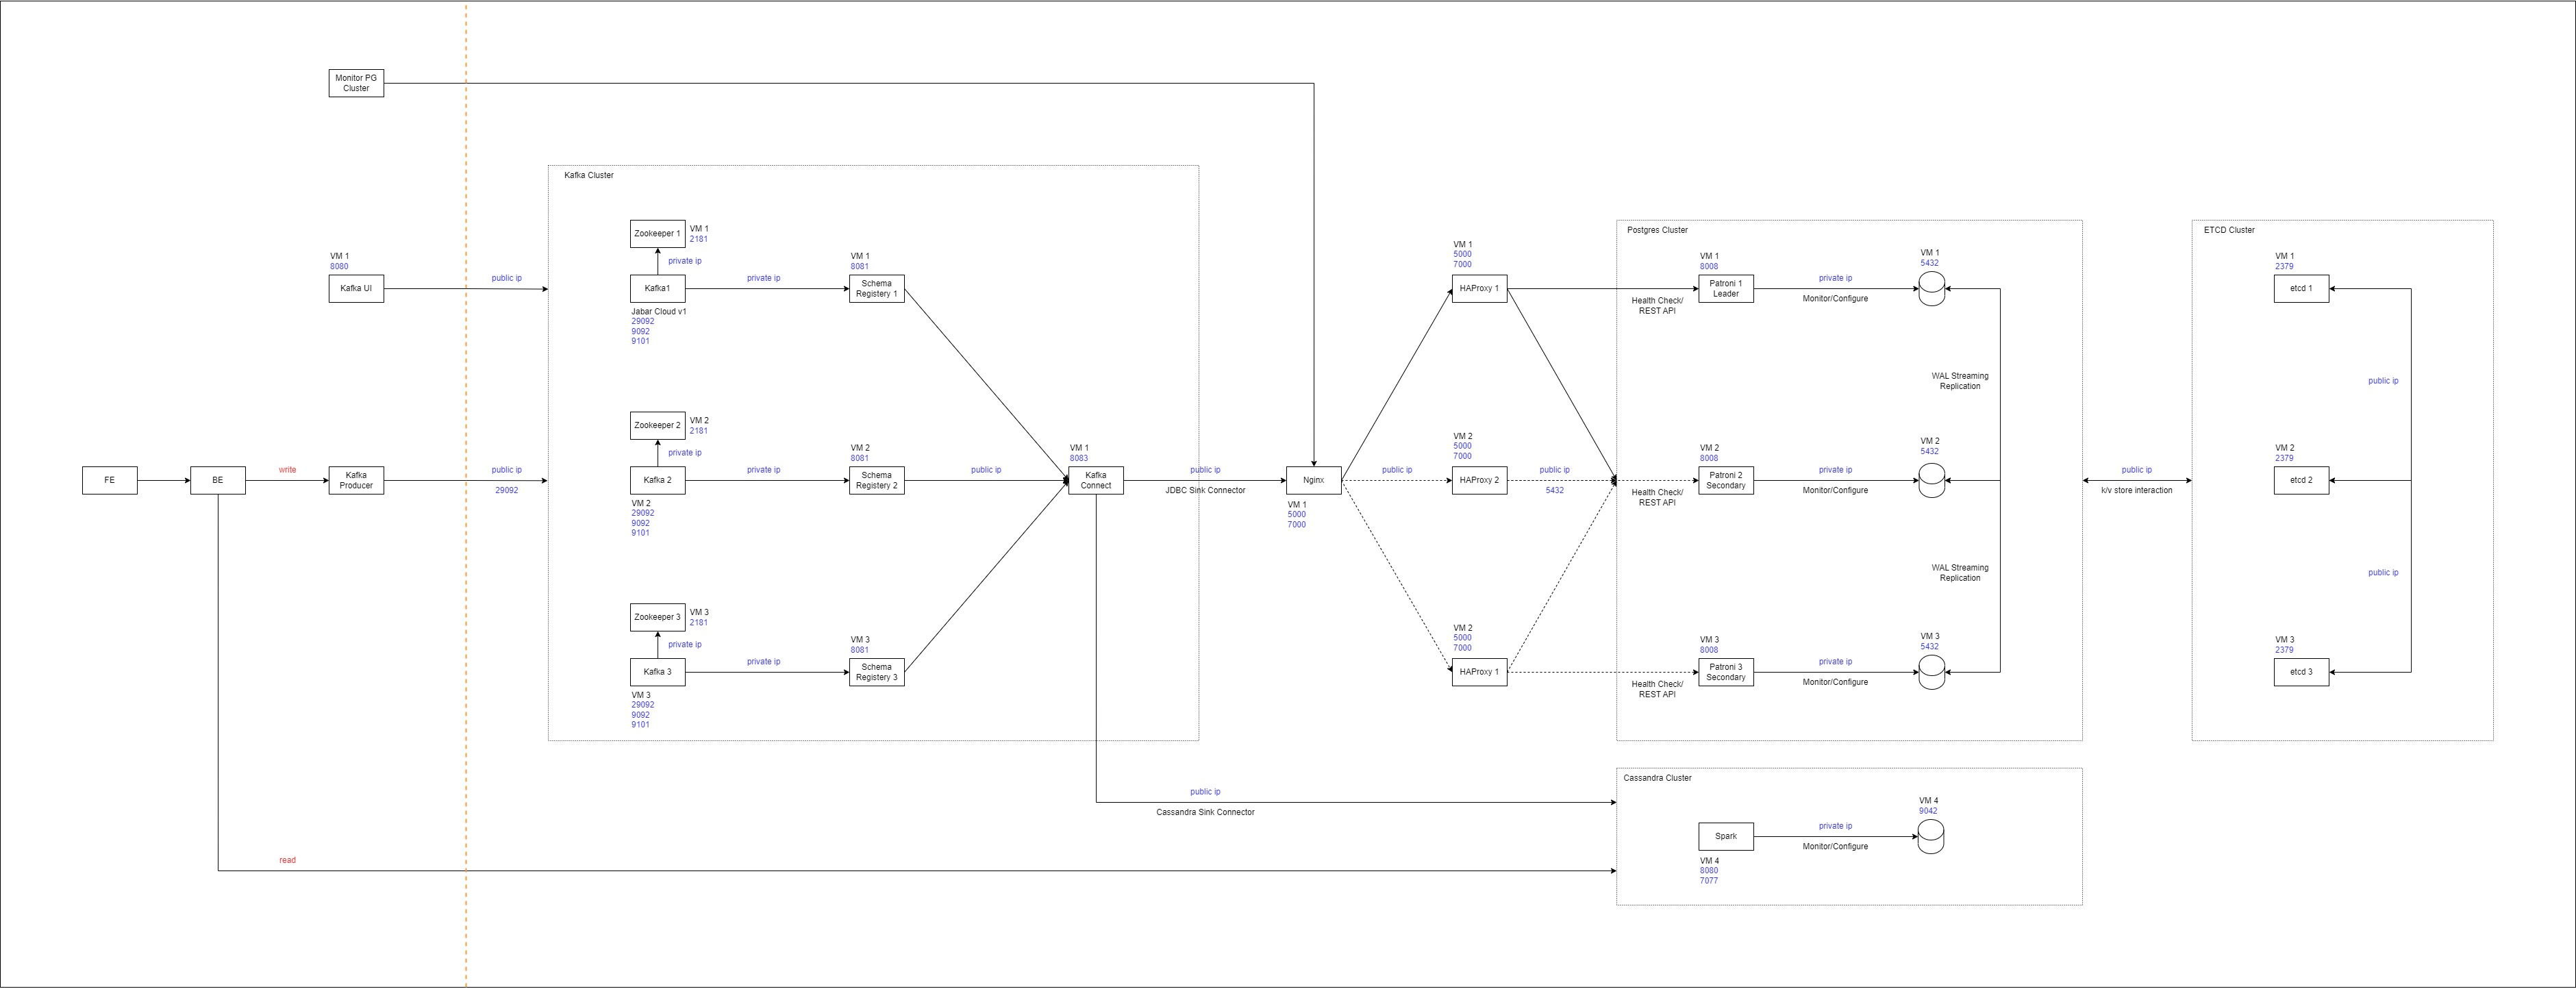 Monitor PG
Cluster
Kafka Cluster
Zookeeper 1
VM 1
2181
private ip
VM 1
8080
Kafka UI
public ip
Kafka1
Jabar Cloud v1
29092
9092
9101
private ip
VM 1
8081
Schema
Registery 1
Zookeeper 2
VM 2
2181
private ip
FE
BE
write
Kafka
Producer
public ip
29092
Kafka 2
VM 2
29092
9092
9101
private ip
VM 2
8081
Schema
Registery 2
public ip
VM 1
8083
Kafka
Connect
public ip
JDBC Sink Connector
Nginx
VM 1
5000
7000
Zookeeper 3
VM 3
2181
private ip
Kafka 3
VM 3
29092
9092
9101
private ip
VM 3
8081
Schema
Registery 3
VM 1
5000
7000
HAProxy 1
public ip
VM 2
5000
7000
HAProxy 2
public ip
5432
VM 2
5000
7000
HAProxy 1
Postgres Cluster
Health Check/
REST API
VM 1
8008
Patroni 1
Leader
private ip
Monitor/Configure
VM 1
5432
WAL Streaming
Replication
Health Check/
REST API
VM 2
8008
Patroni 2
Secondary
private ip
Monitor/Configure
VM 2
5432
WAL Streaming
Replication
Health Check/
REST API
VM 3
8008
Patroni 3
Secondary
private ip
Monitor/Configure
VM 3
5432
public ip
k/v store interaction
ETCD Cluster
VM 1
2379
etcd 1
public ip
VM 2
2379
etcd 2
public ip
VM 3
2379
etcd 3
public ip
Cassandra Sink Connector
read
Cassandra Cluster
Spark
VM 4
8080
7077
private ip
Monitor/Configure
VM 4
9042